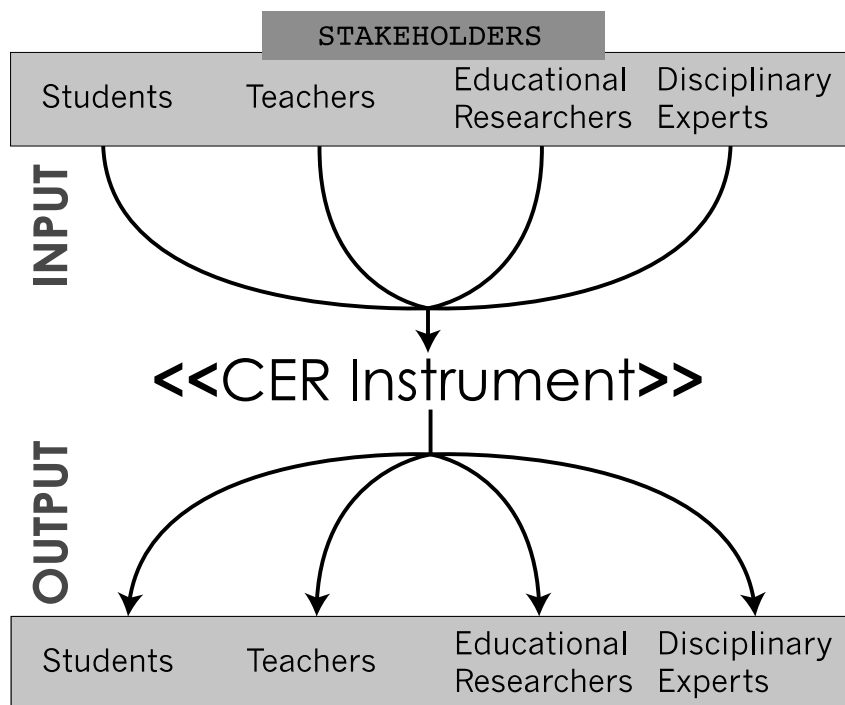 STAKEHOLDERS
Students
Teachers
Educational
Researchers
Disciplinary
Experts
INPUT
<<CER Instrument>>
OUTPUT
Students
Teachers
Educational
Researchers
Disciplinary
Experts